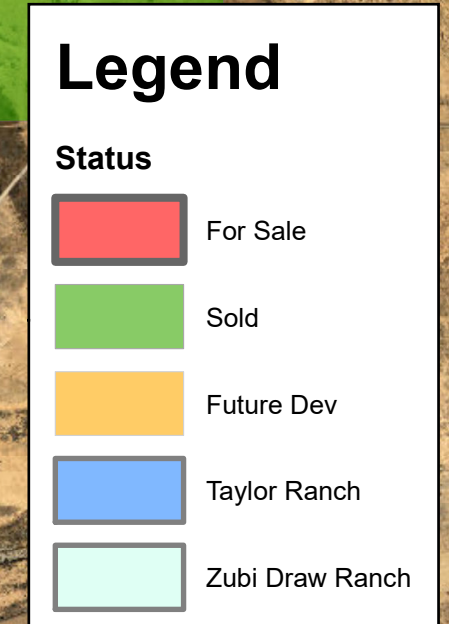 Legend
Status
For Sale
Sold
Future Dev
Taylor Ranch
Zubi Draw Ranch